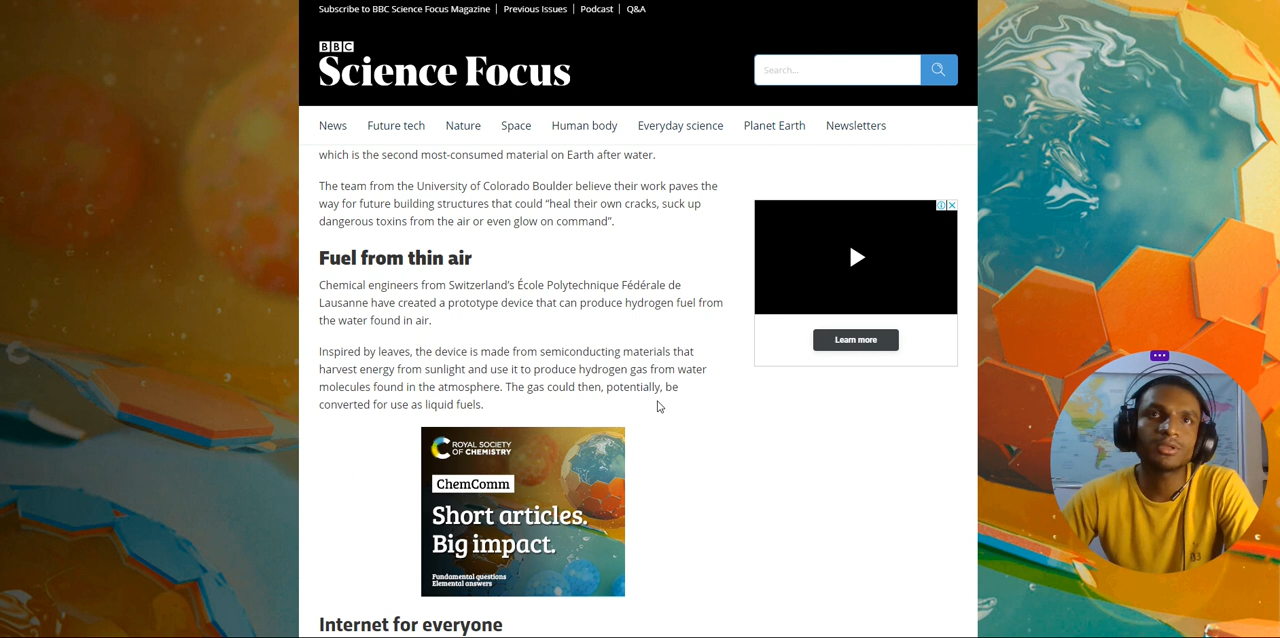 Subscribe to BBC Science Focus Magazine | Previous Issues | Podcast | Q&A
BBC
Science Focus
Search...
News Future tech Nature Space Human body Everyday science Planet Earth Newsletters
which is the second most-consumed material on Earth after water.
The team from the University of Colorado Boulder believe their work paves the
way for future building structures that could “heal their own cracks, suck up
dangerous toxins from the air or even glow on command”.
Fuel from thin air
Chemical engineers from Switzerland’s École Polytechnique Fédérale de
Lausanne have created a prototype device that can produce hydrogen fuel from
the water found in air.
Inspired by leaves, the device is made from semiconducting materials that
harvest energy from sunlight and use it to produce hydrogen gas from water
molecules found in the atmosphere. The gas could then, potentially, be
converted for use as liquid fuels.
Learn more
ROYAL SOCIETY
OF CHEMISTRY
ChemComm
Short articles.
Big impact.
Fundamental questions
Elemental answers
Internet for everyone